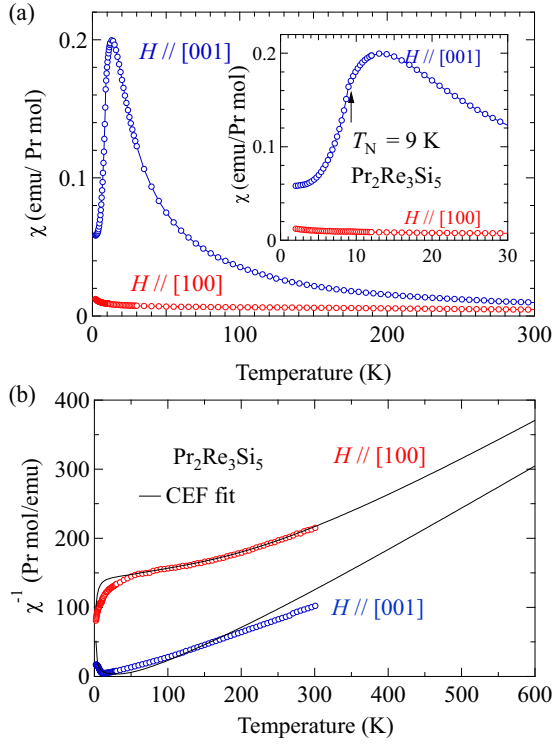 (a)
H // [001]
H // [100]
χ (emu/ Pr mol)
0.2
0.1
0
0 100 200 300
Temperature (K)
H // [001]
T_N = 9 K
Pr₂Re₃Si₅
H // [100]
χ (emu/Pr mol)
0.2
0.1
0
0 10 20 30
(b)
Pr₂Re₃Si₅
— CEF fit
H // [100]
H // [001]
χ⁻¹ (Pr mol/emu)
400
300
200
100
0
0 100 200 300 400 500 600
Temperature (K)